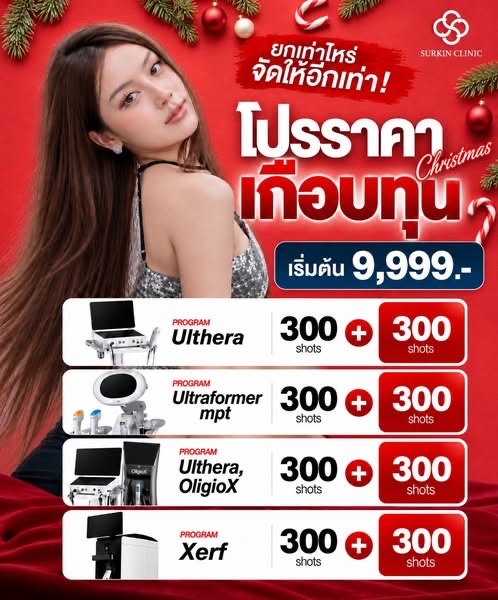 SURKIN CLINIC
ยกเท่าไหร่
จัดให้อีกเท่า!
โปรราคา
Christmas
เกือบทุน
เริ่มต้น 9,999.-
PROGRAM
Ulthera
300 shots + 300 shots
PROGRAM
Ultraformer
mpt
300 shots + 300 shots
OligioX
PROGRAM
Ulthera,
OligioX
300 shots + 300 shots
PROGRAM
Xerf
300 shots + 300 shots